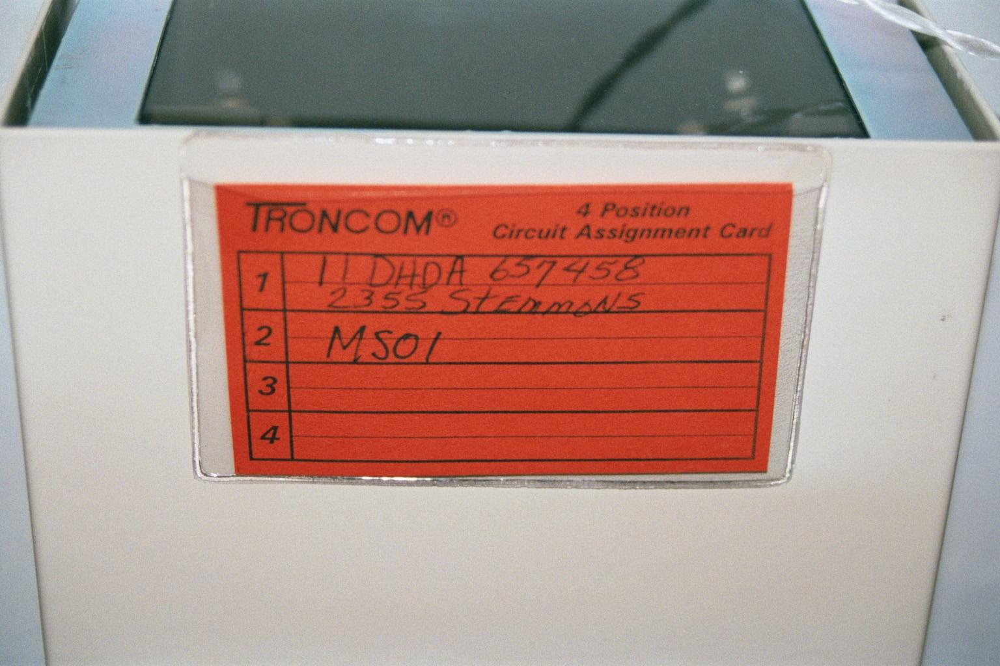 TRONCOM®
4 Position
Circuit Assignment Card
1 11 DHDA 657458
2355 Stemmons
2 MS01
3
4